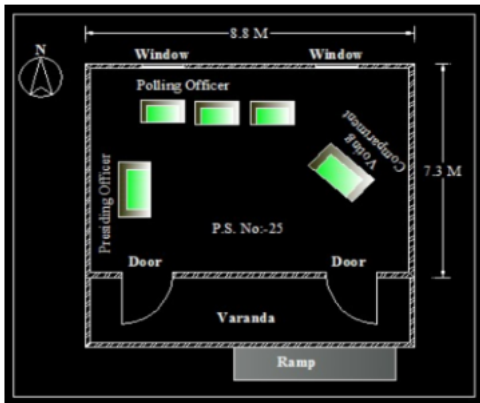 8.8 M
N
Window
Window
Polling Officer
Voting
Compartment
7.3 M
Presiding Officer
P.S. No:-25
Door
Door
Varanda
Ramp